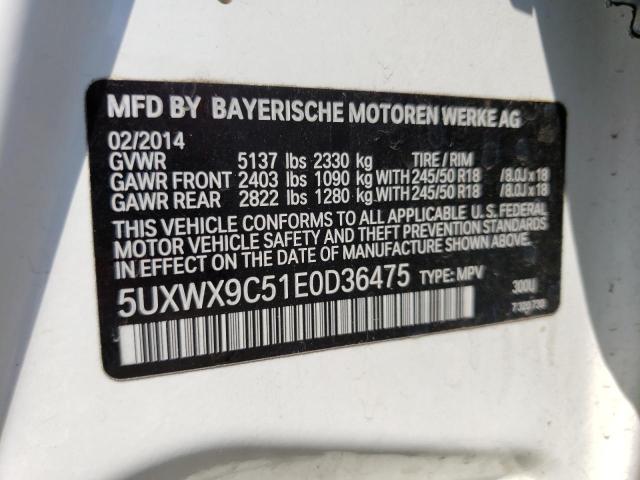 MFD BY BAYERISCHE MOTOREN WERKE AG
02/2014
GVWR 5137 lbs 2330 kg TIRE / RIM
GAWR FRONT 2403 lbs 1090 kg WITH 245/50 R18 / 8.0J x 18
GAWR REAR 2822 lbs 1280 kg WITH 245/50 R18 / 8.0J x 18
THIS VEHICLE CONFORMS TO ALL APPLICABLE U. S. FEDERAL
MOTOR VEHICLE SAFETY AND THEFT PREVENTION STANDARDS
IN EFFECT ON THE DATE OF MANUFACTURE SHOWN ABOVE.
5UXWX9C51E0D36475 TYPE: MPV 300U